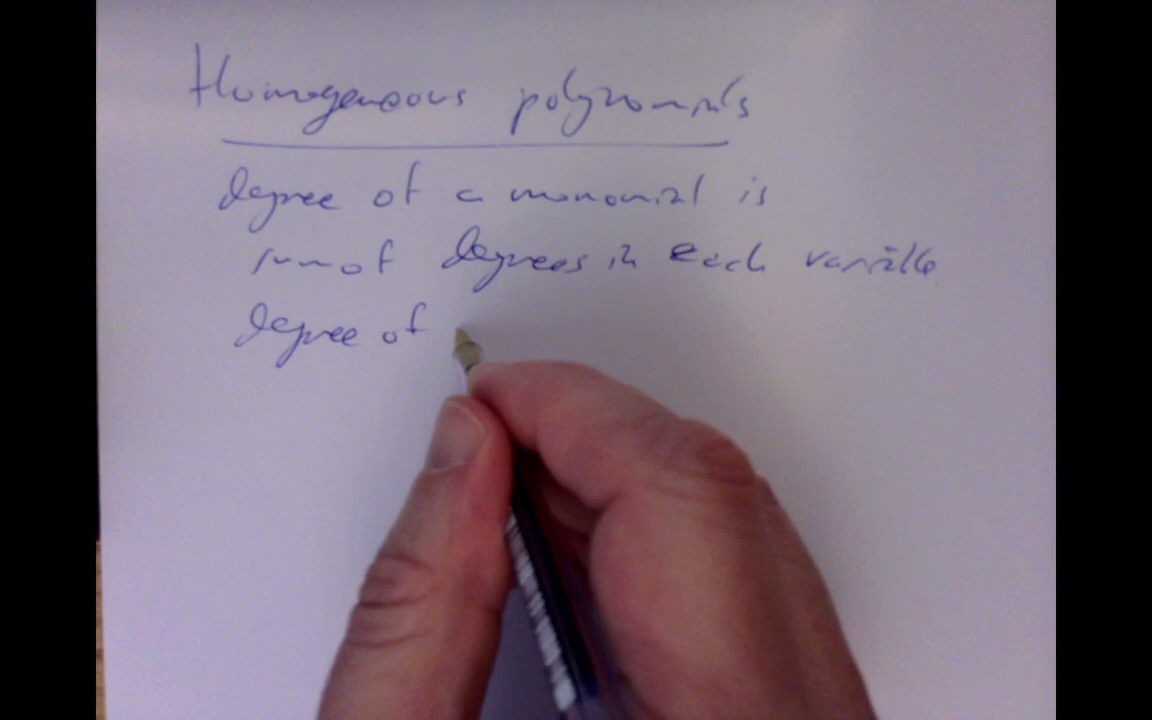 Homogeneous polynomials
degree of a monomial is
sum of degrees in each variable
degree of